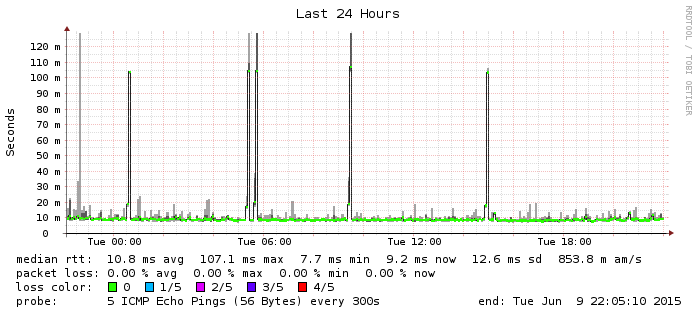 Last 24 Hours
RRDTOOL / TOBI OETIKER
Seconds
120 m
110 m
100 m
90 m
80 m
70 m
60 m
50 m
40 m
30 m
20 m
10 m
0
Tue 00:00 Tue 06:00 Tue 12:00 Tue 18:00
median rtt: 10.8 ms avg 107.1 ms max 7.7 ms min 9.2 ms now 12.6 ms sd 853.8 m am/s
packet loss: 0.00 % avg 0.00 % max 0.00 % min 0.00 % now
loss color: 0 1/5 2/5 3/5 4/5
probe: 5 ICMP Echo Pings (56 Bytes) every 300s end: Tue Jun 9 22:05:10 2015